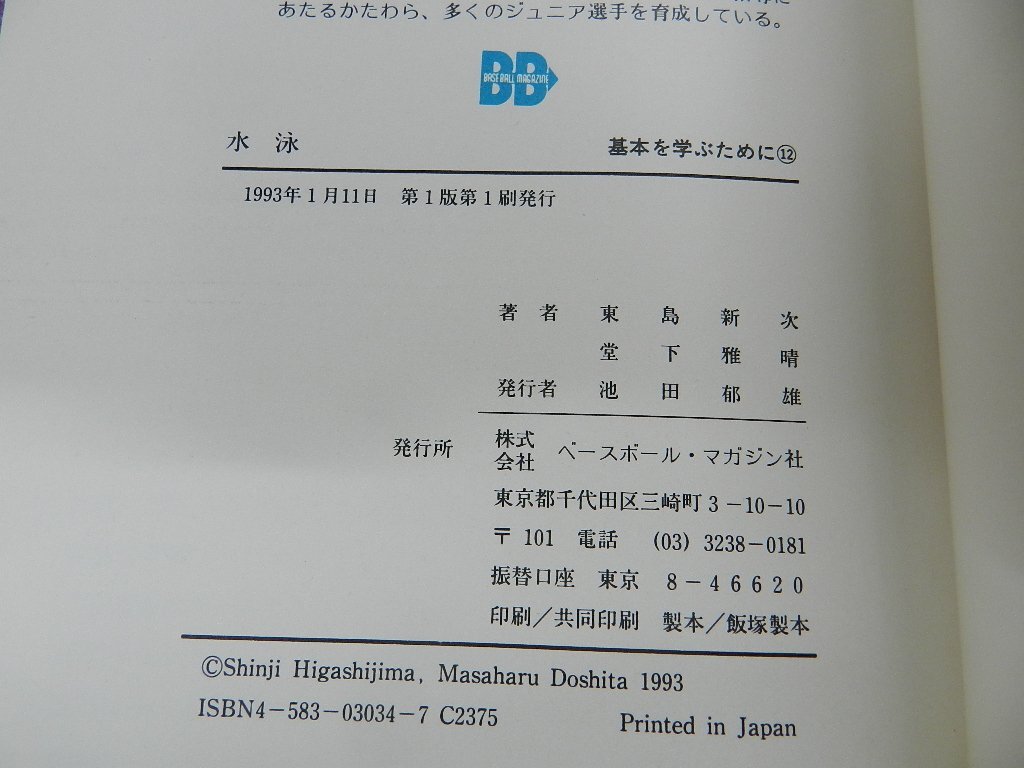 あたるかたわら、多くのジュニア選手を育成している。
BB
BASEBALL MAGAZINE
水 泳 基本を学ぶために⑫
1993年1月11日 第1版第1刷発行
著 者 東 島 新 次
堂 下 雅 晴
発行者 池 田 郁 雄
発行所 株式会社 ベースボール・マガジン社
東京都千代田区三崎町3-10-10
〒101 電話 (03) 3238-0181
振替口座 東京 8-46620
印刷/共同印刷 製本/飯塚製本
©Shinji Higashijima, Masaharu Doshita 1993
ISBN4-583-03034-7 C2375 Printed in Japan